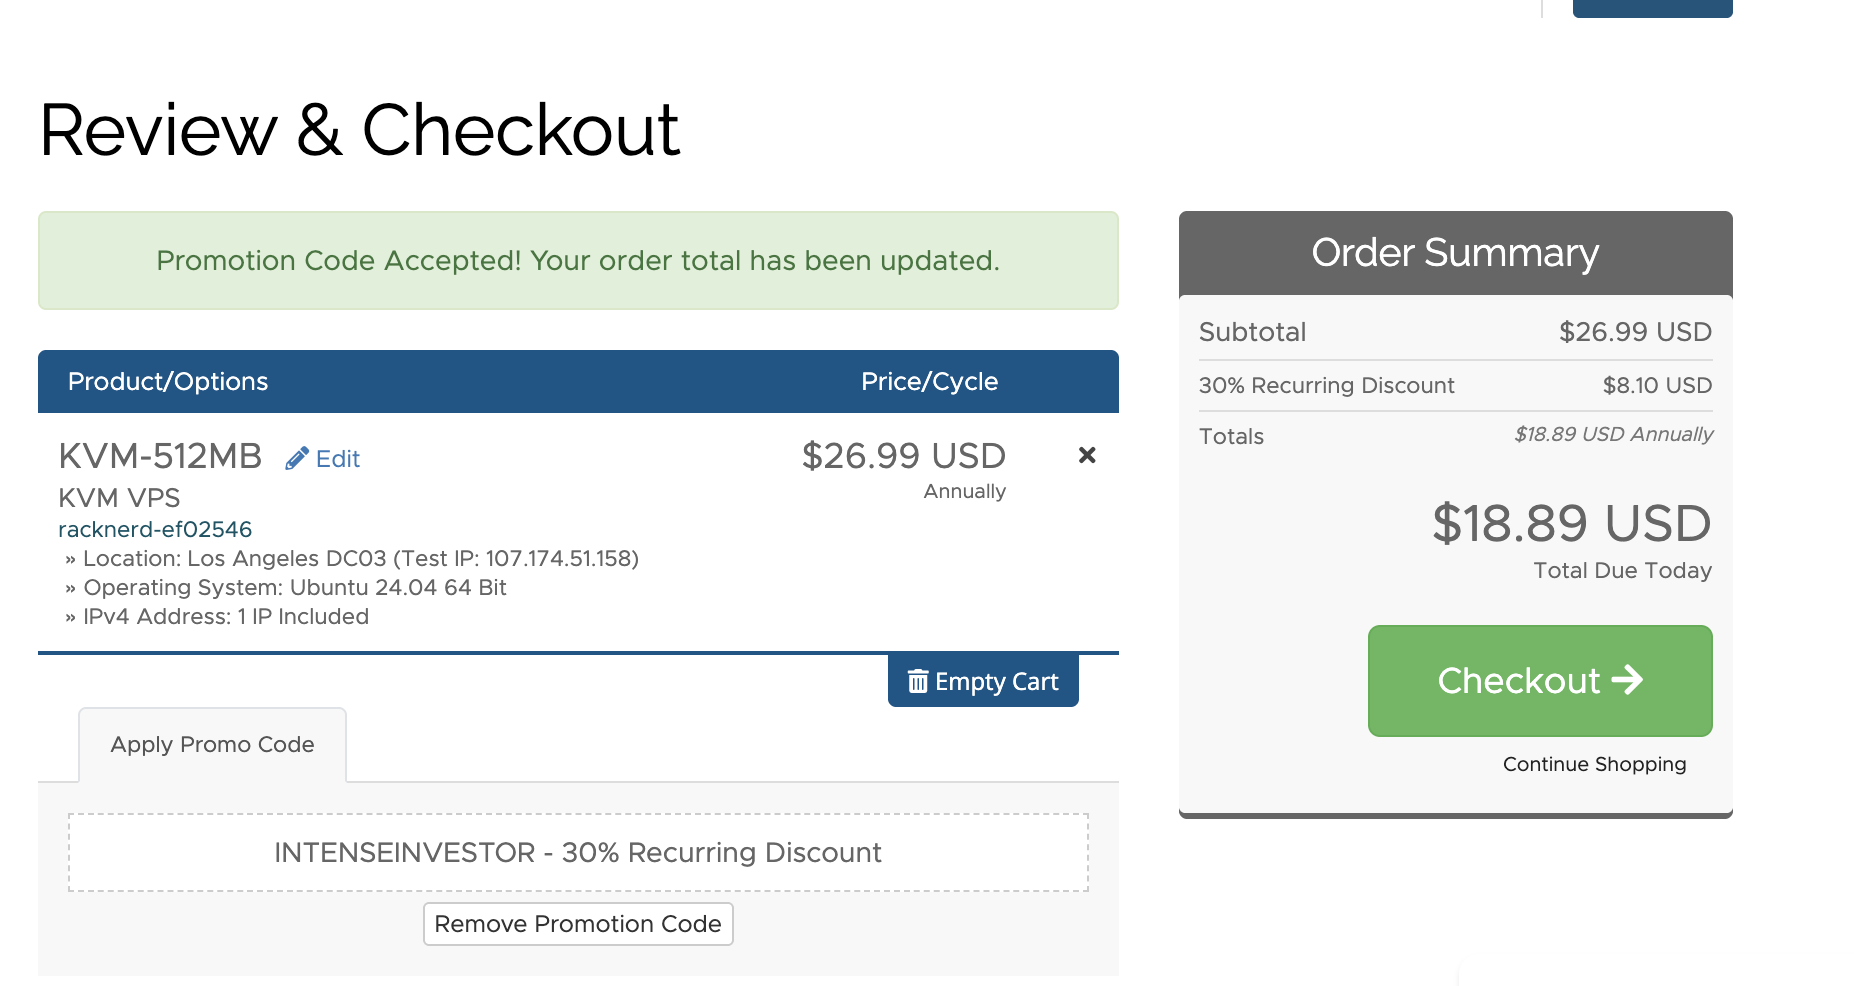 Review & Checkout
Promotion Code Accepted! Your order total has been updated.
Product/Options Price/Cycle
KVM-512MB Edit $26.99 USD
KVM VPS Annually
racknerd-ef02546
» Location: Los Angeles DC03 (Test IP: 107.174.51.158)
» Operating System: Ubuntu 24.04 64 Bit
» IPv4 Address: 1 IP Included
Empty Cart
Apply Promo Code
INTENSEINVESTOR - 30% Recurring Discount
Remove Promotion Code
Order Summary
Subtotal $26.99 USD
30% Recurring Discount $8.10 USD
Totals $18.89 USD Annually
$18.89 USD
Total Due Today
Checkout
Continue Shopping